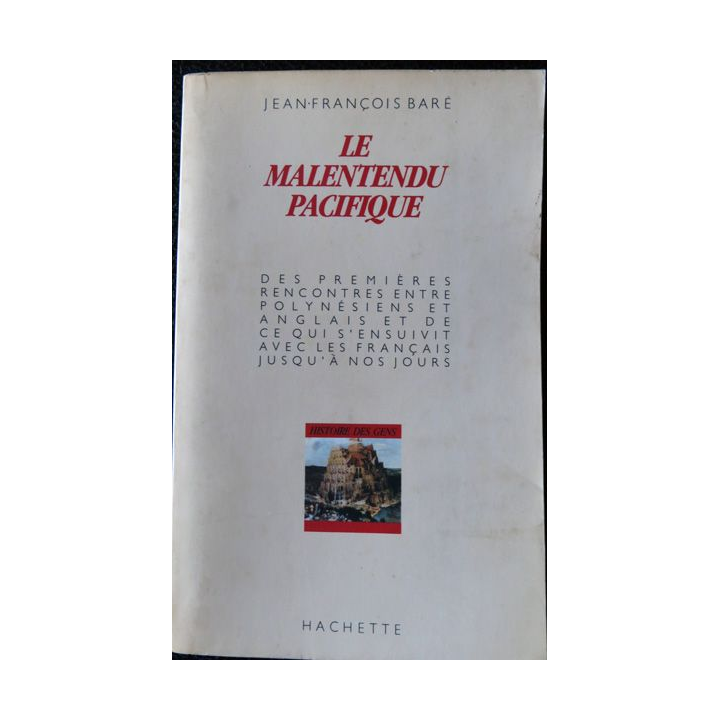 JEAN-FRANÇOIS BARÉ
LE
MALENTENDU
PACIFIQUE
DES PREMIÈRES
RENCONTRES ENTRE
POLYNÉSIENS ET
ANGLAIS ET DE
CE QUI S'ENSUIVIT
AVEC LES FRANÇAIS
JUSQU'À NOS JOURS
HISTOIRE DES GENS
HACHETTE